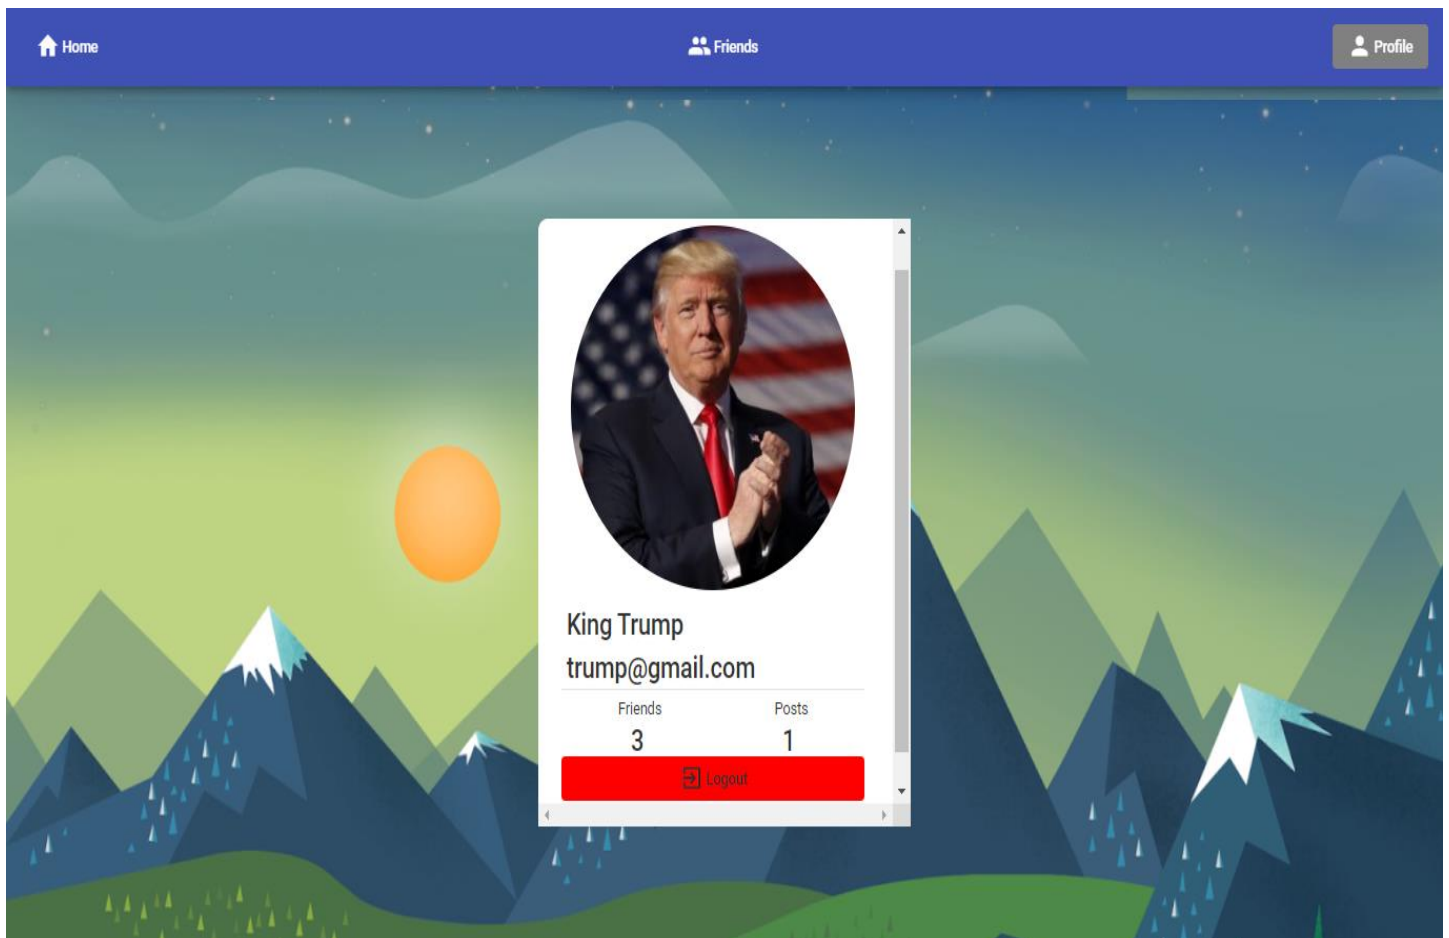 Home
Friends
Profile
King Trump
trump@gmail.com
Friends Posts
3 1
Logout